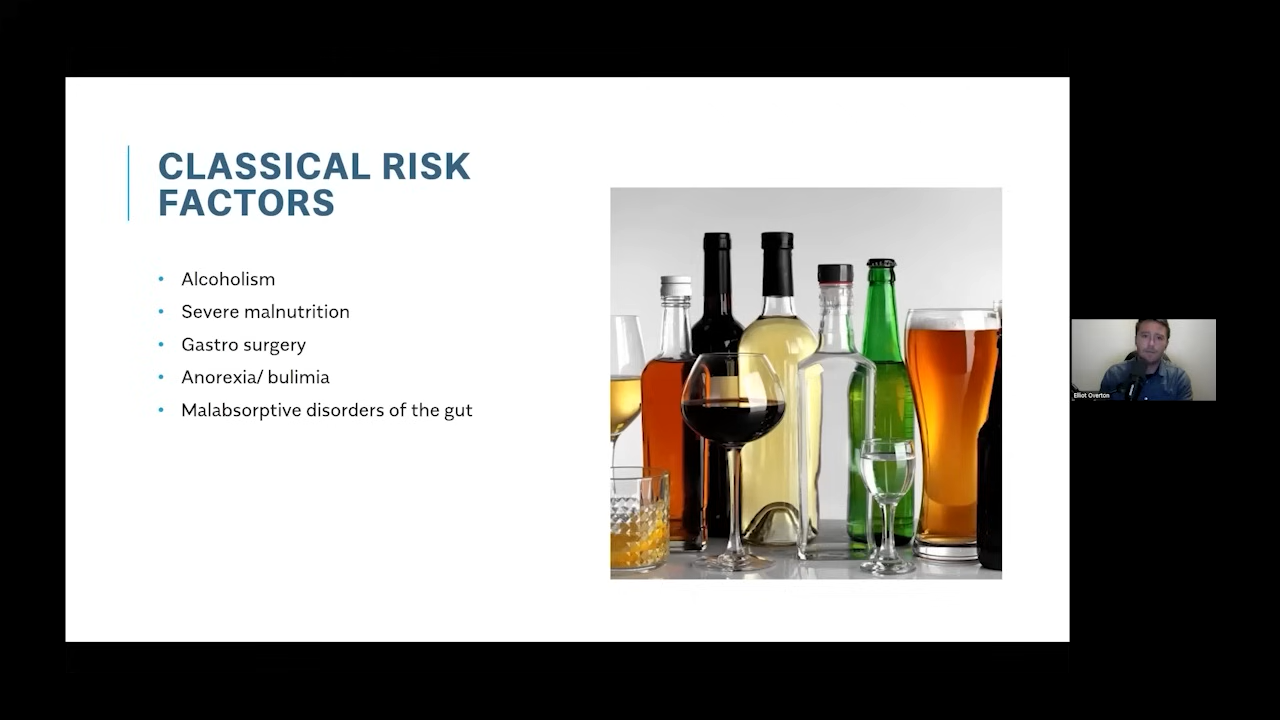 CLASSICAL RISK
FACTORS
• Alcoholism
• Severe malnutrition
• Gastro surgery
• Anorexia/ bulimia
• Malabsorptive disorders of the gut
Elliot Overton